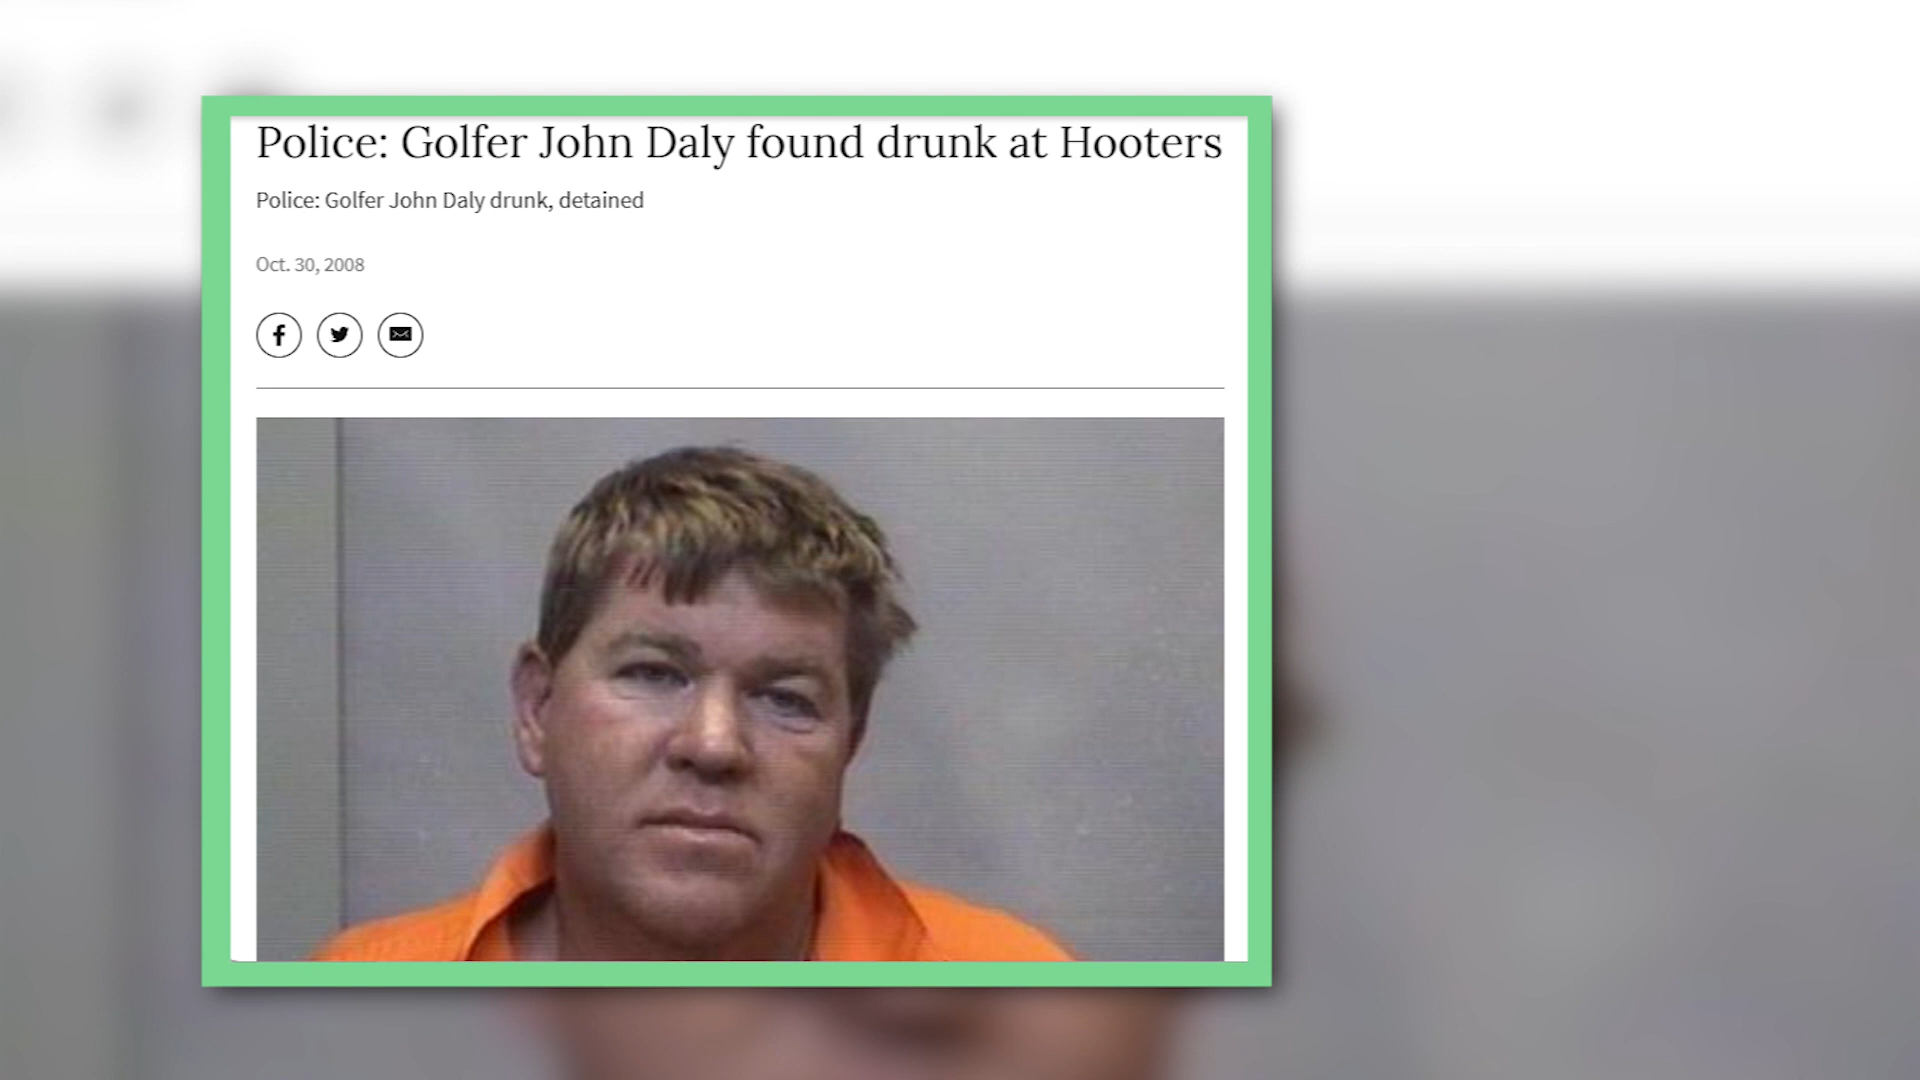 Police: Golfer John Daly found drunk at Hooters
Police: Golfer John Daly drunk, detained
Oct. 30, 2008